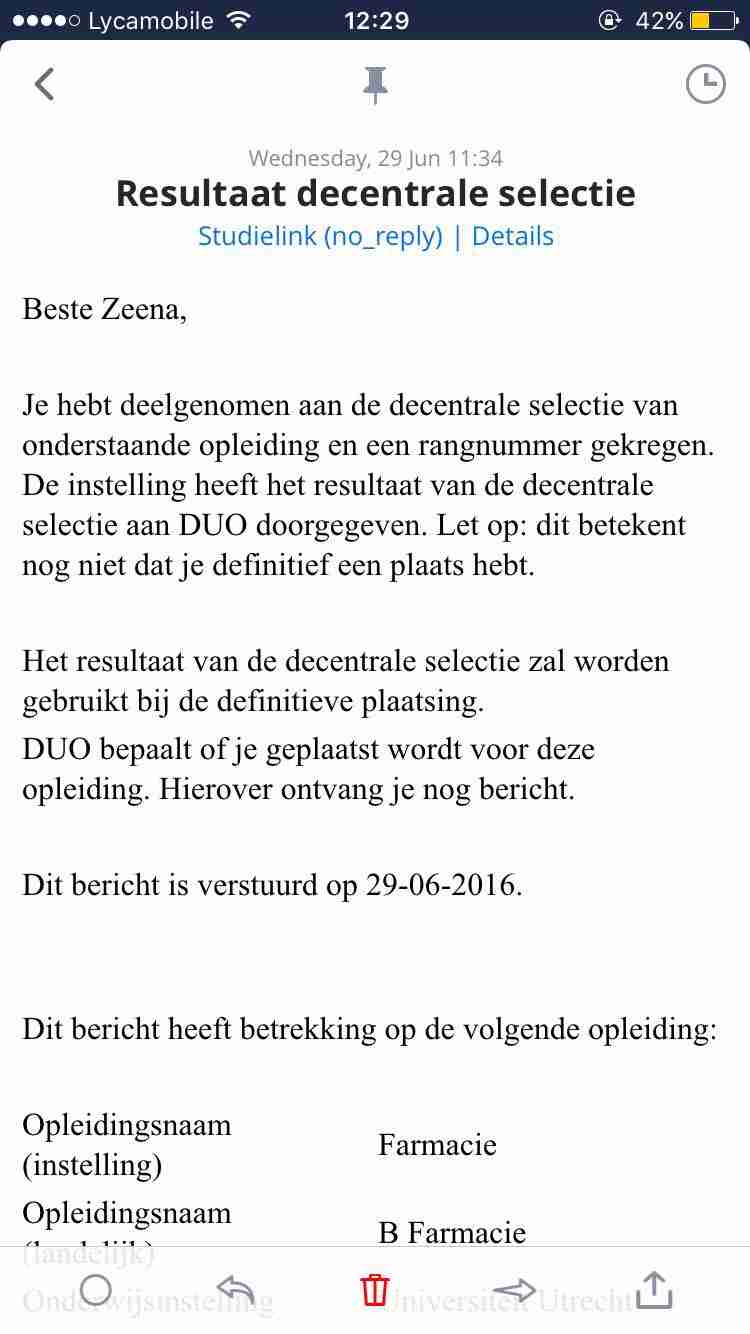 Lycamobile 12:29 42%
Wednesday, 29 Jun 11:34
Resultaat decentrale selectie
Studielink (no_reply) | Details
Beste Zeena,
Je hebt deelgenomen aan de decentrale selectie van
onderstaande opleiding en een rangnummer gekregen.
De instelling heeft het resultaat van de decentrale
selectie aan DUO doorgegeven. Let op: dit betekent
nog niet dat je definitief een plaats hebt.
Het resultaat van de decentrale selectie zal worden
gebruikt bij de definitieve plaatsing.
DUO bepaalt of je geplaatst wordt voor deze
opleiding. Hierover ontvang je nog bericht.
Dit bericht is verstuurd op 29-06-2016.
Dit bericht heeft betrekking op de volgende opleiding:
Opleidingsnaam
(instelling)
Farmacie
Opleidingsnaam
(landelijk)
B Farmacie
Onderwijsinstelling
Universiteit Utrecht